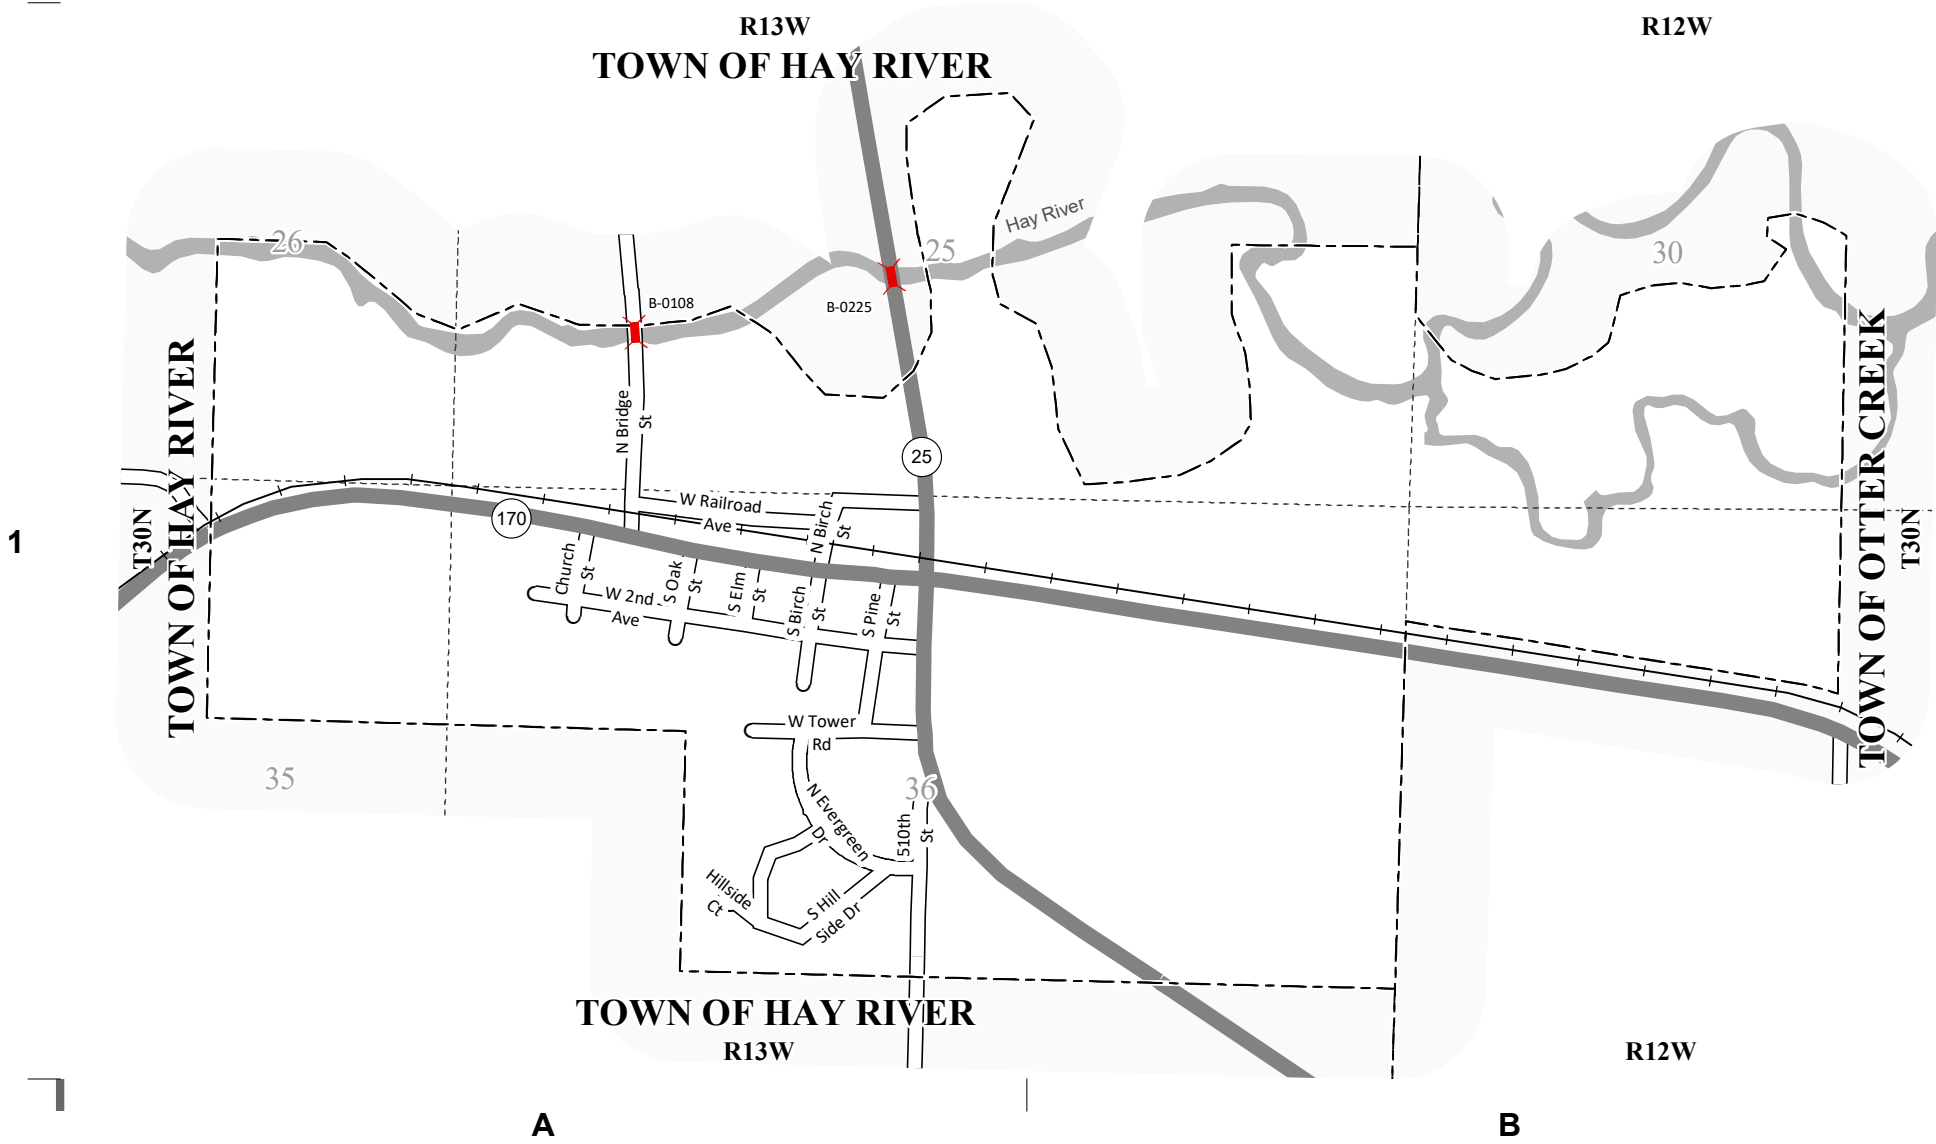 R13W
R12W
TOWN OF HAY RIVER
Hay River
26
25
30
B-0108
B-0225
TOWN OF HAY RIVER
TOWN OF OTTER CREEK
N Bridge
St
25
W Railroad
Ave
170
N Birch
St
1
T30N
T30N
Church
St
S Oak
St
S Elm
St
S Birch
St
S Pine
St
W 2nd
Ave
W Tower
Rd
35
36
N Evergreen
Dr
510th
St
Hillside
Ct
S Hill
Side Dr
TOWN OF HAY RIVER
R13W
R12W
A
B